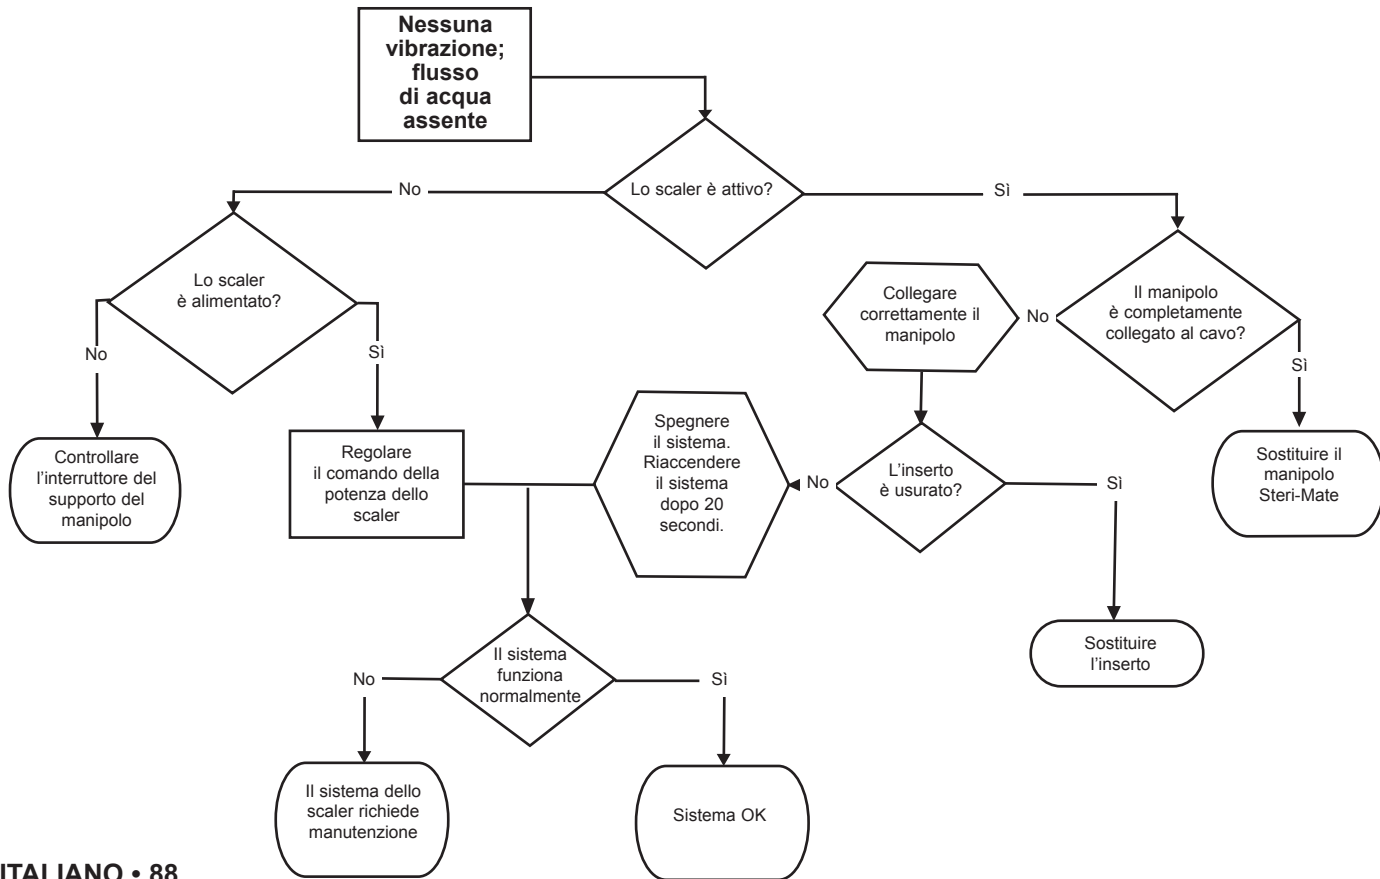 Nessuna
vibrazione;
flusso
di acqua
assente
Lo scaler è attivo?
No
Sì
Lo scaler
è alimentato?
No
Sì
Controllare
l'interruttore del
supporto del
manipolo
Regolare
il comando della
potenza dello
scaler
Il manipolo
è completamente
collegato al cavo?
No
Sì
Collegare
correttamente il
manipolo
Sostituire il
manipolo
Steri-Mate
L'inserto
è usurato?
No
Sì
Spegnere
il sistema.
Riaccendere
il sistema
dopo 20
secondi.
Sostituire
l'inserto
Il sistema
funziona
normalmente
No
Sì
Il sistema dello
scaler richiede
manutenzione
Sistema OK
ITALIANO • 88